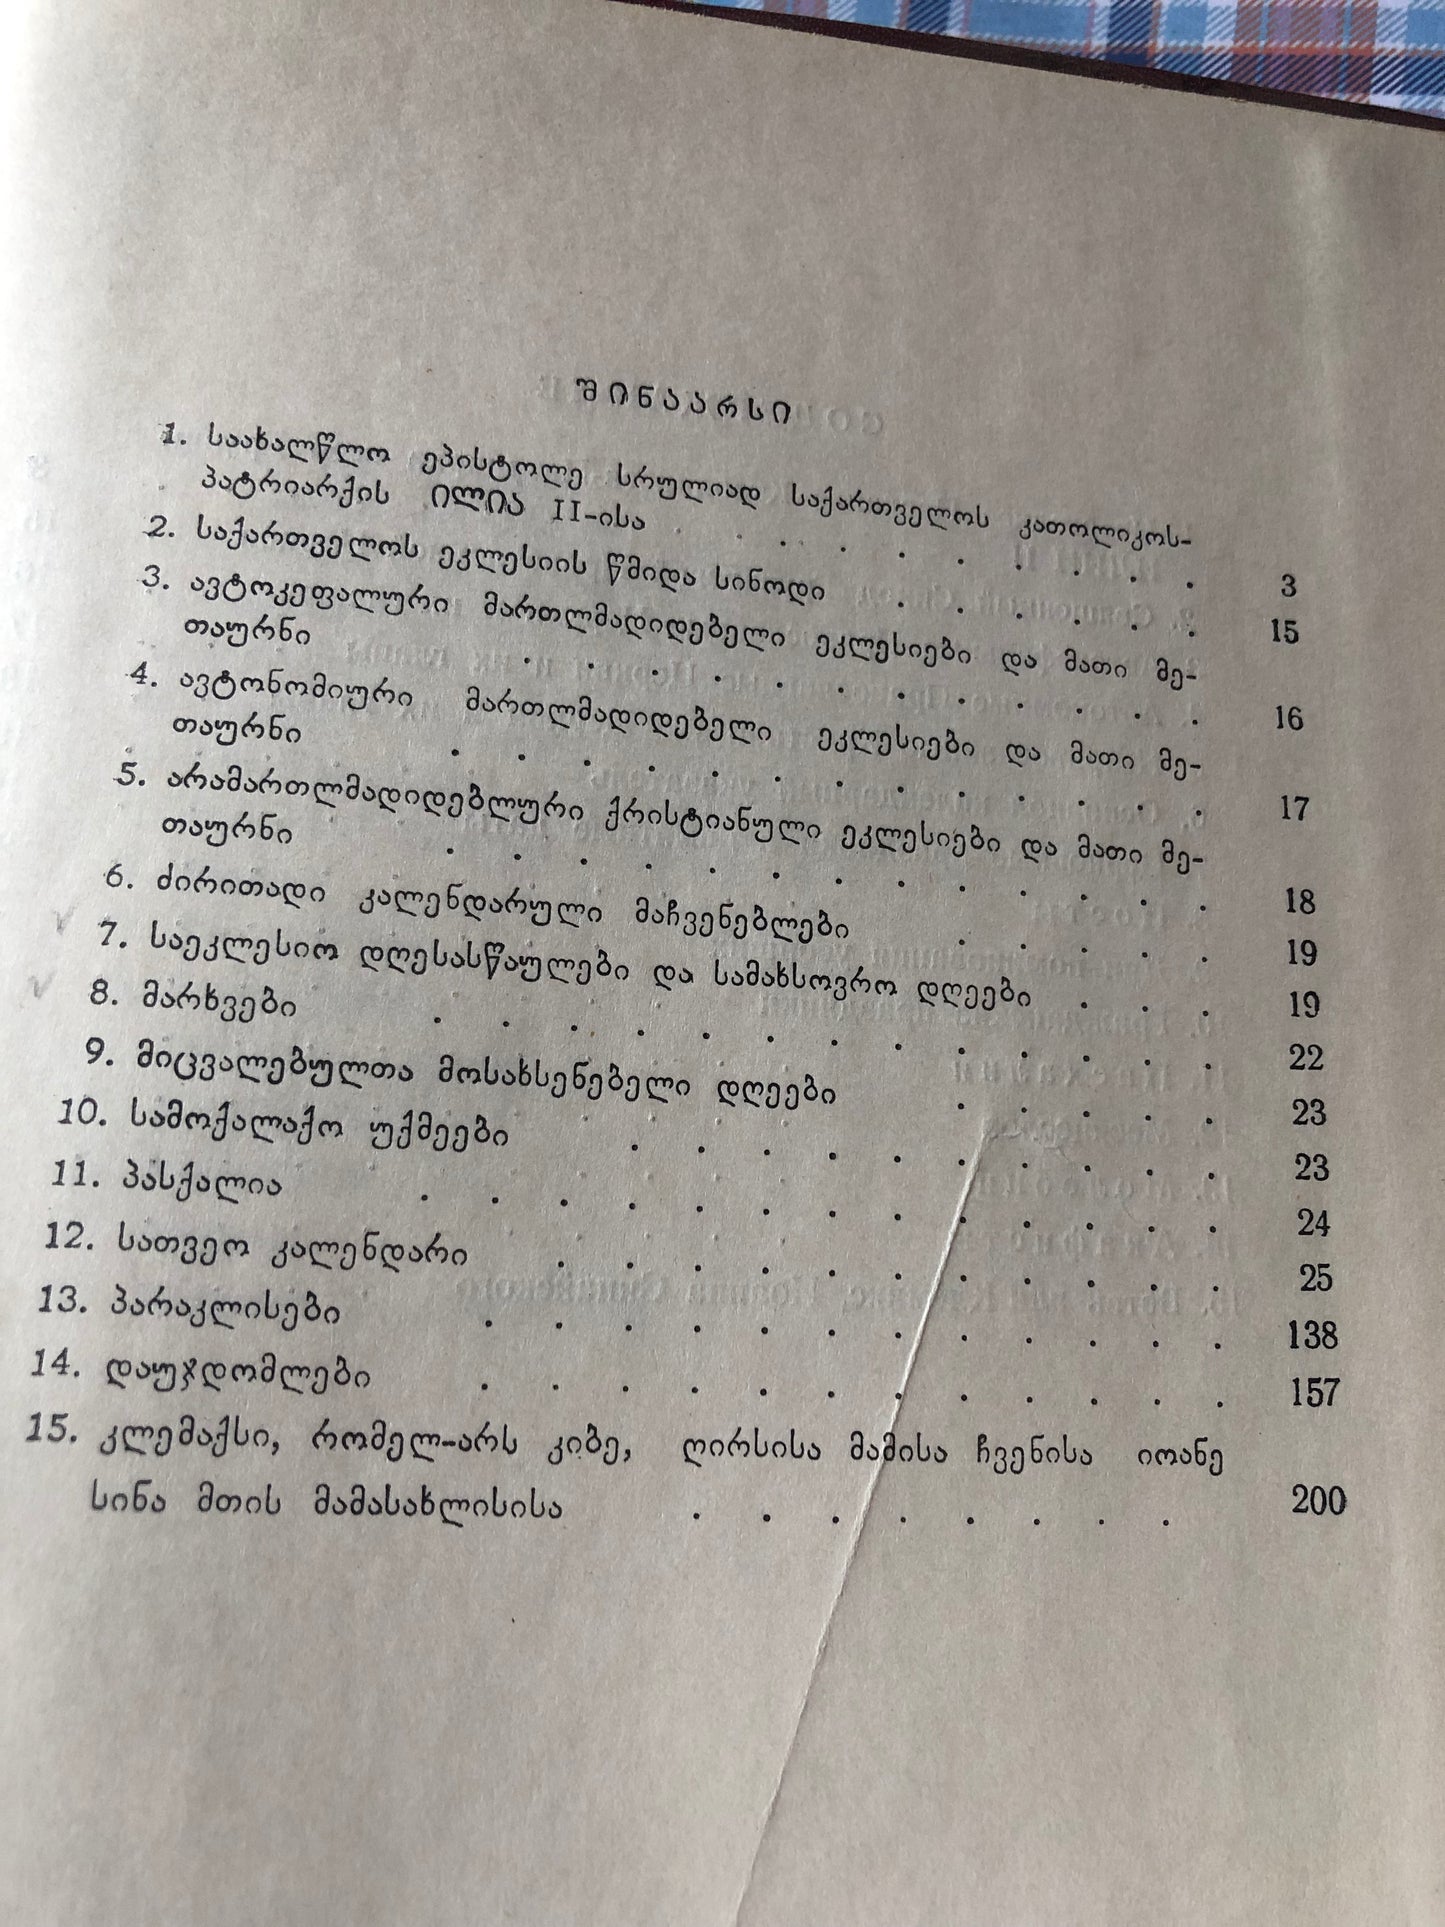 შინაარსი
1. საახალწლო ეპისტოლე სრულიად საქართველოს კათოლიკოს-
პატრიარქის ილია II-ისა . . . . . . . . 3
2. საქართველოს ეკლესიის წმიდა სინოდი . . . . . . 15
3. ავტოკეფალური მართლმადიდებელი ეკლესიები და მათი მე-
თაურნი . . . . . . . . . . . . 16
4. ავტონომიური მართლმადიდებელი ეკლესიები და მათი მე-
თაურნი . . . . . . . . . . . . . 17
5. არამართლმადიდებლური ქრისტიანული ეკლესიები და მათი მე-
თაურნი . . . . . . . . . . . . . 18
6. ძირითადი კალენდარული მაჩვენებლები . . . . . 19
7. საეკლესიო დღესასწაულები და სამახსოვრო დღეები . . . 19
8. მარხვები . . . . . . . . . . . . . 22
9. მიცვალებულთა მოსახსენებელი დღეები . . . . . 23
10. სამოქალაქო უქმეები . . . . . . . . . . 23
11. პასქალია . . . . . . . . . . . . . 24
12. სათვეო კალენდარი . . . . . . . . . . . 25
13. პარაკლისები . . . . . . . . . . . . 138
14. დაუჯდომლები . . . . . . . . . . . . 157
15. კლემაქსი, რომელ-არს კიბე, ღირსისა მამისა ჩვენისა იოანე
სინა მთის მამასახლისისა . . . . . . . . 200